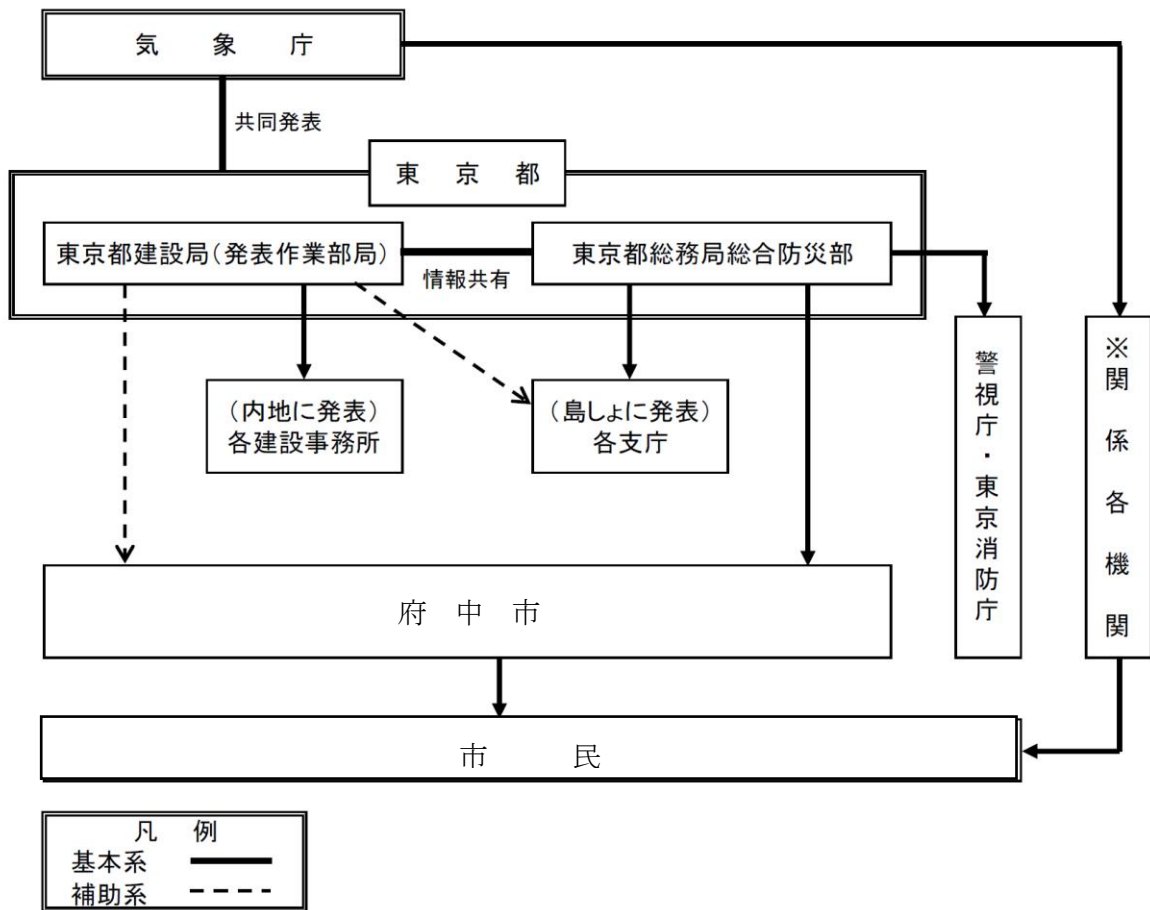 気象庁
共同発表
東京都
東京都建設局(発表作業部局)
情報共有
東京都総務局総合防災部
(内地に発表)
各建設事務所
(島しょに発表)
各支庁
警視庁・東京消防庁
※関係各機関
府中市
市民
凡例
基本系
補助系